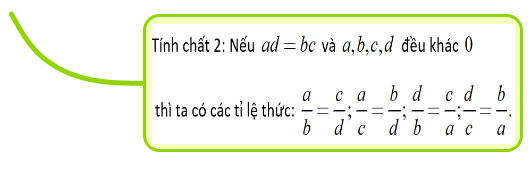 Tính chất 2: Nếu ad = bc và a,b,c,d đều khác 0
thì ta có các tỉ lệ thức: a/b = c/d; a/c = b/d; d/b = c/a; d/c = b/a.